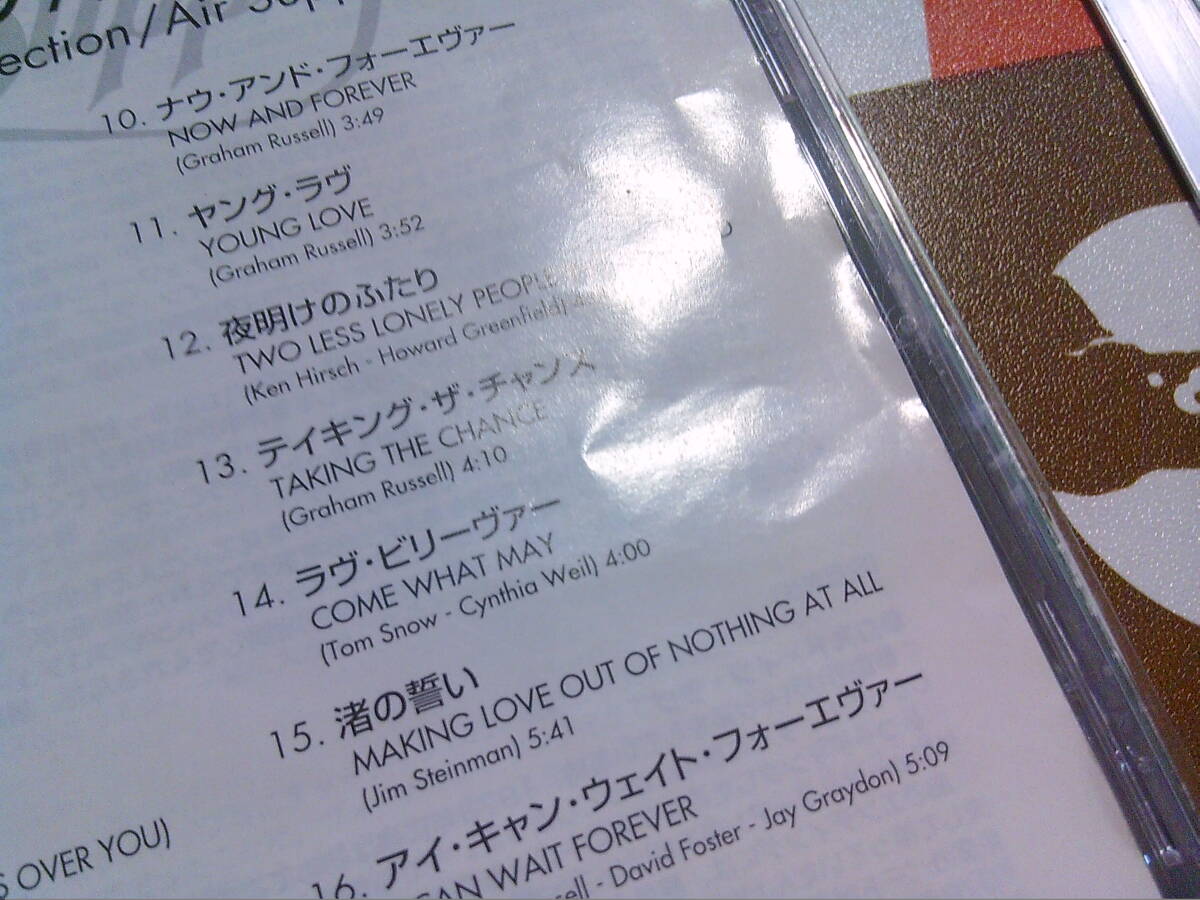 ection/Air Supp
10. ナウ・アンド・フォーエヴァー
NOW AND FOREVER
(Graham Russell) 3:49
11. ヤング・ラヴ
YOUNG LOVE
(Graham Russell) 3:52
12. 夜明けのふたり
TWO LESS LONELY PEOPLE
(Ken Hirsch - Howard Greenfield)
13. テイキング・ザ・チャンス
TAKING THE CHANCE
(Graham Russell) 4:10
14. ラヴ・ビリーヴァー
COME WHAT MAY
(Tom Snow - Cynthia Weil) 4:00
15. 渚の誓い
MAKING LOVE OUT OF NOTHING AT ALL
(Jim Steinman) 5:41
16. アイ・キャン・ウェイト・フォーエヴァー
CAN WAIT FOREVER
sell - David Foster - Jay Graydon) 5:09
S OVER YOU)